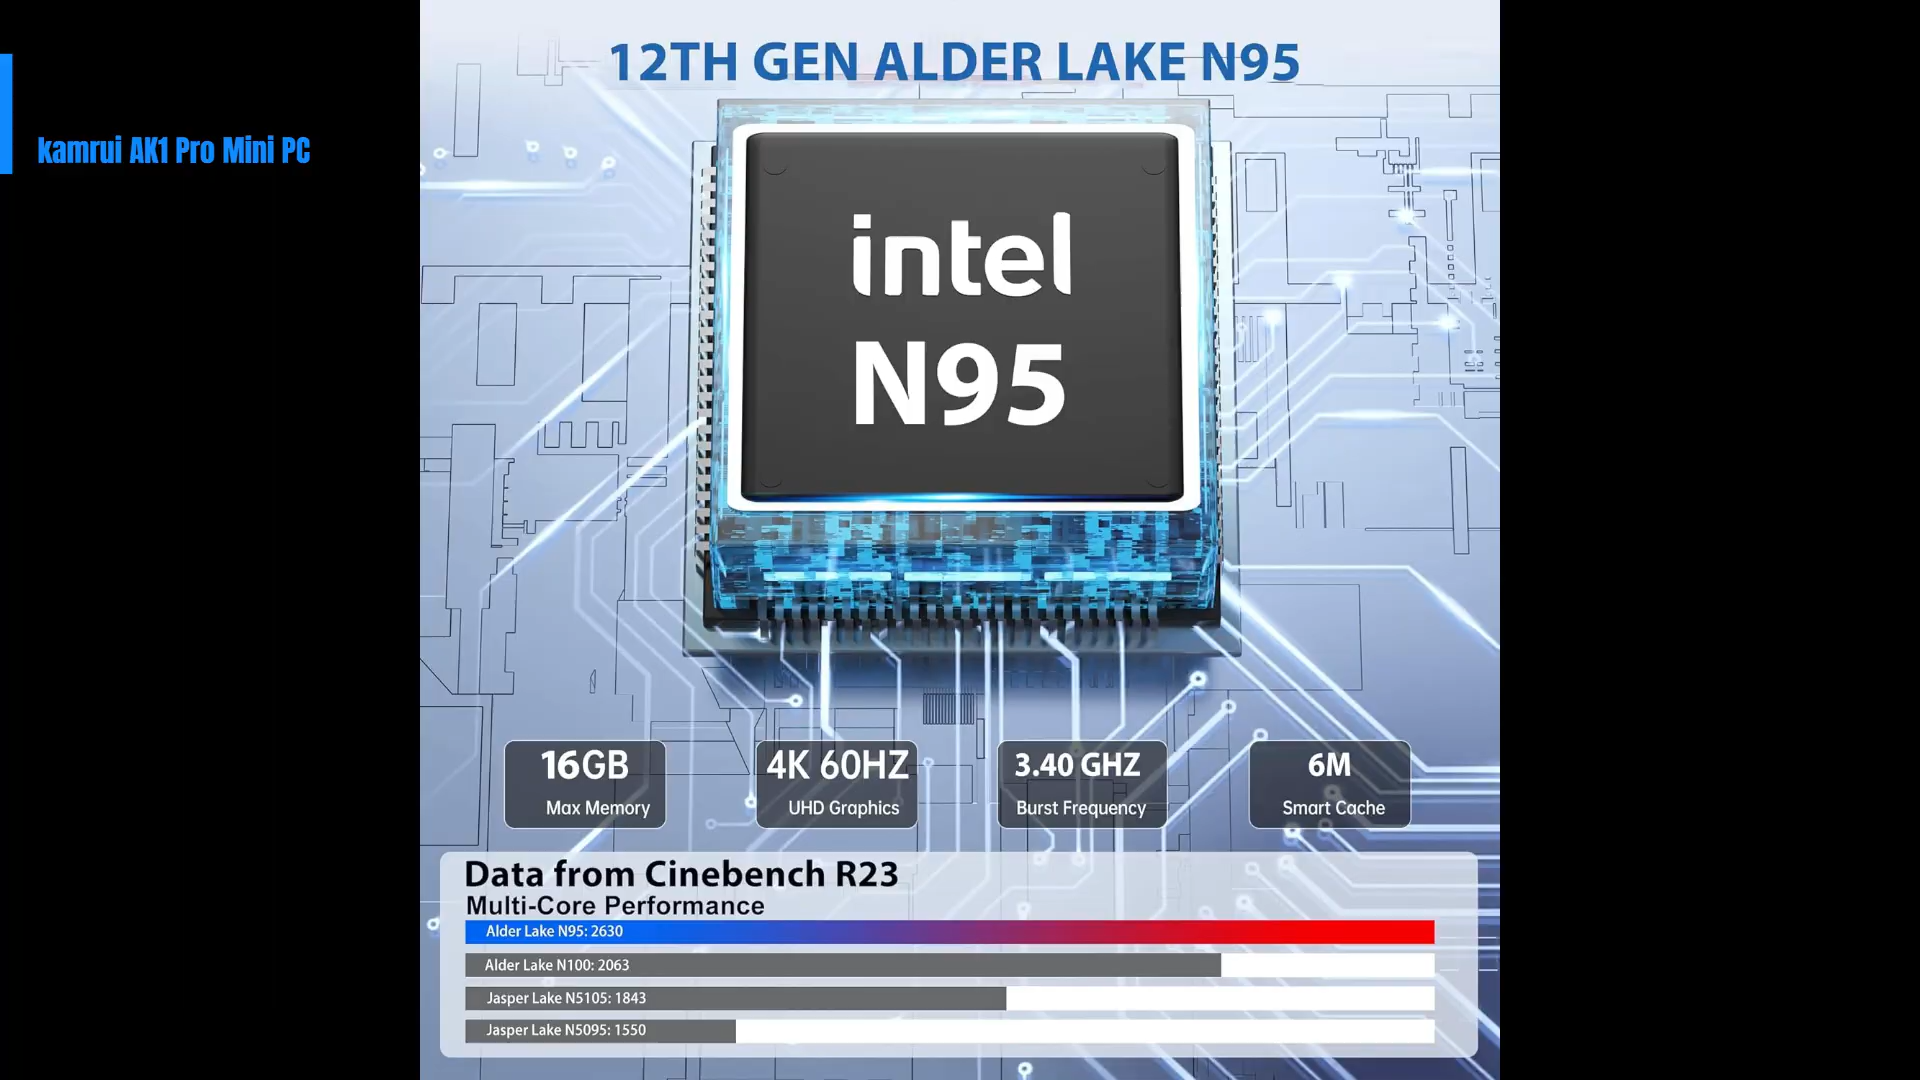 12TH GEN ALDER LAKE N95
kamrui AK1 Pro Mini PC
intel
N95
16GB
Max Memory
4K 60HZ
UHD Graphics
3.40 GHZ
Burst Frequency
6M
Smart Cache
Data from Cinebench R23
Multi-Core Performance
Alder Lake N95: 2630
Alder Lake N100: 2063
Jasper Lake N5105: 1843
Jasper Lake N5095: 1550